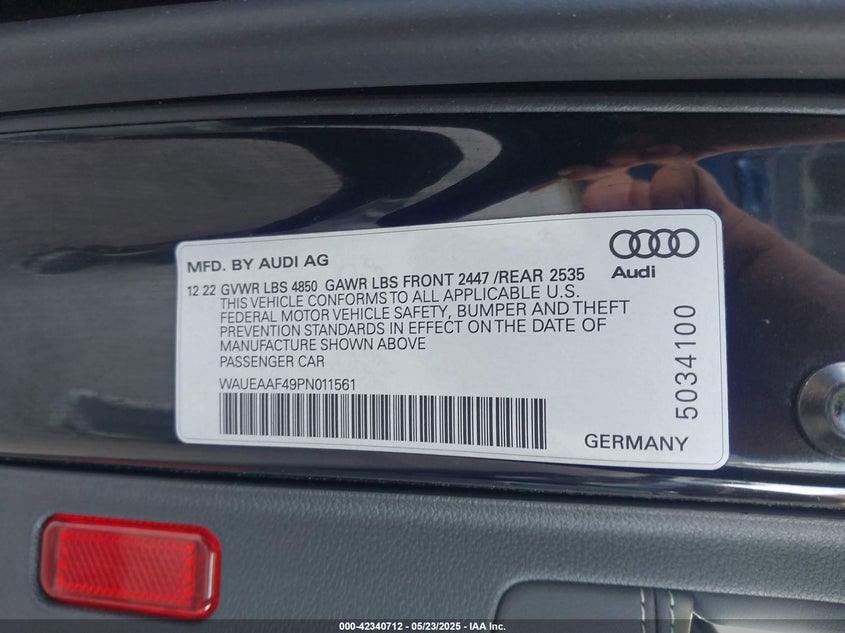 MFD. BY AUDI AG
Audi
12 22 GVWR LBS 4850 GAWR LBS FRONT 2447 /REAR 2535
THIS VEHICLE CONFORMS TO ALL APPLICABLE U.S.
FEDERAL MOTOR VEHICLE SAFETY, BUMPER AND THEFT
PREVENTION STANDARDS IN EFFECT ON THE DATE OF
MANUFACTURE SHOWN ABOVE
PASSENGER CAR
WAUEAAF49PN011561
5034100
GERMANY
000-42340712 - 05/23/2025 - IAA Inc.